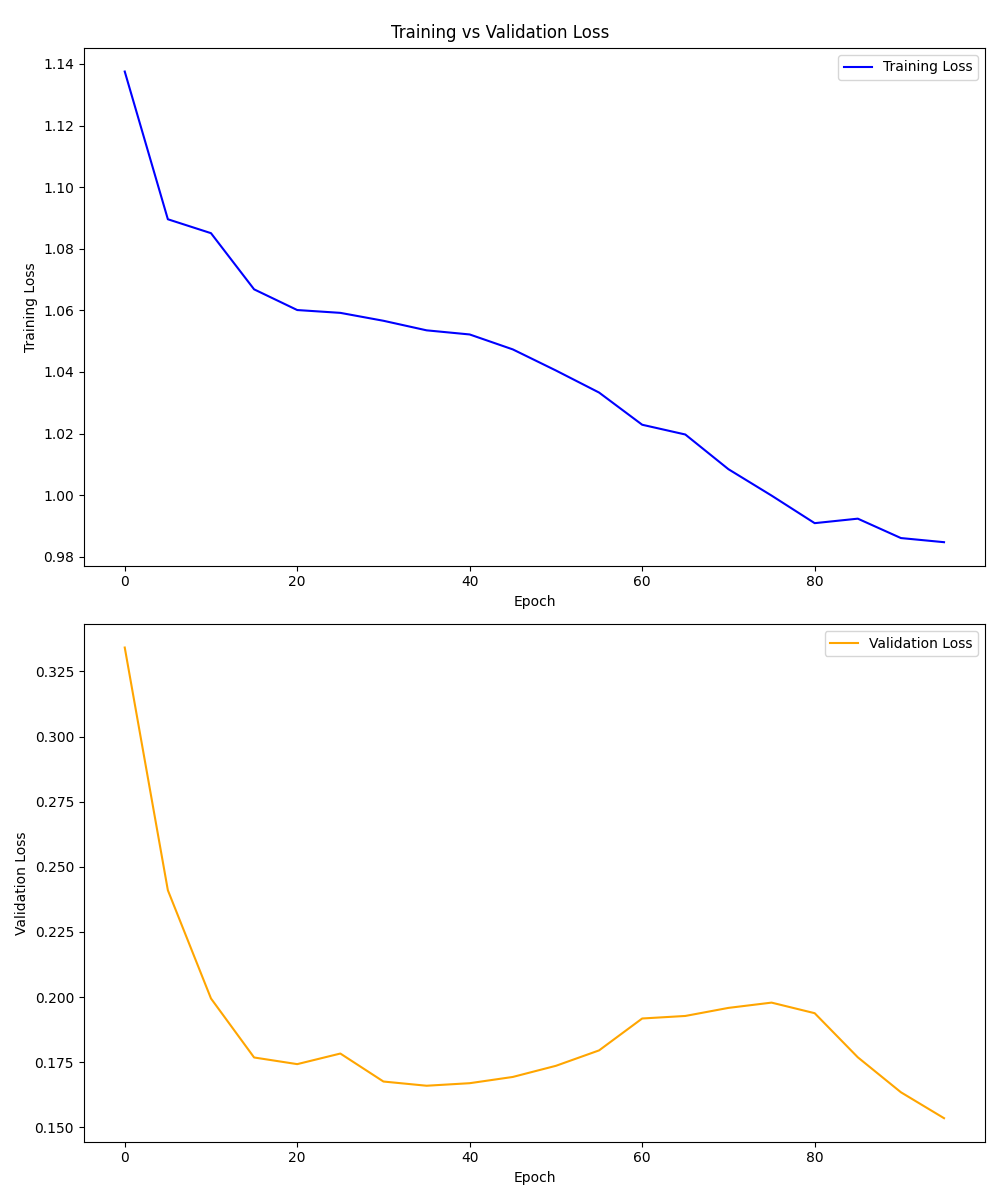 Training vs Validation Loss
Training Loss
1.14
1.12
1.10
1.08
1.06
1.04
1.02
1.00
0.98
Training Loss
0 20 40 60 80
Epoch
Validation Loss
0.325
0.300
0.275
0.250
0.225
0.200
0.175
0.150
Validation Loss
0 20 40 60 80
Epoch